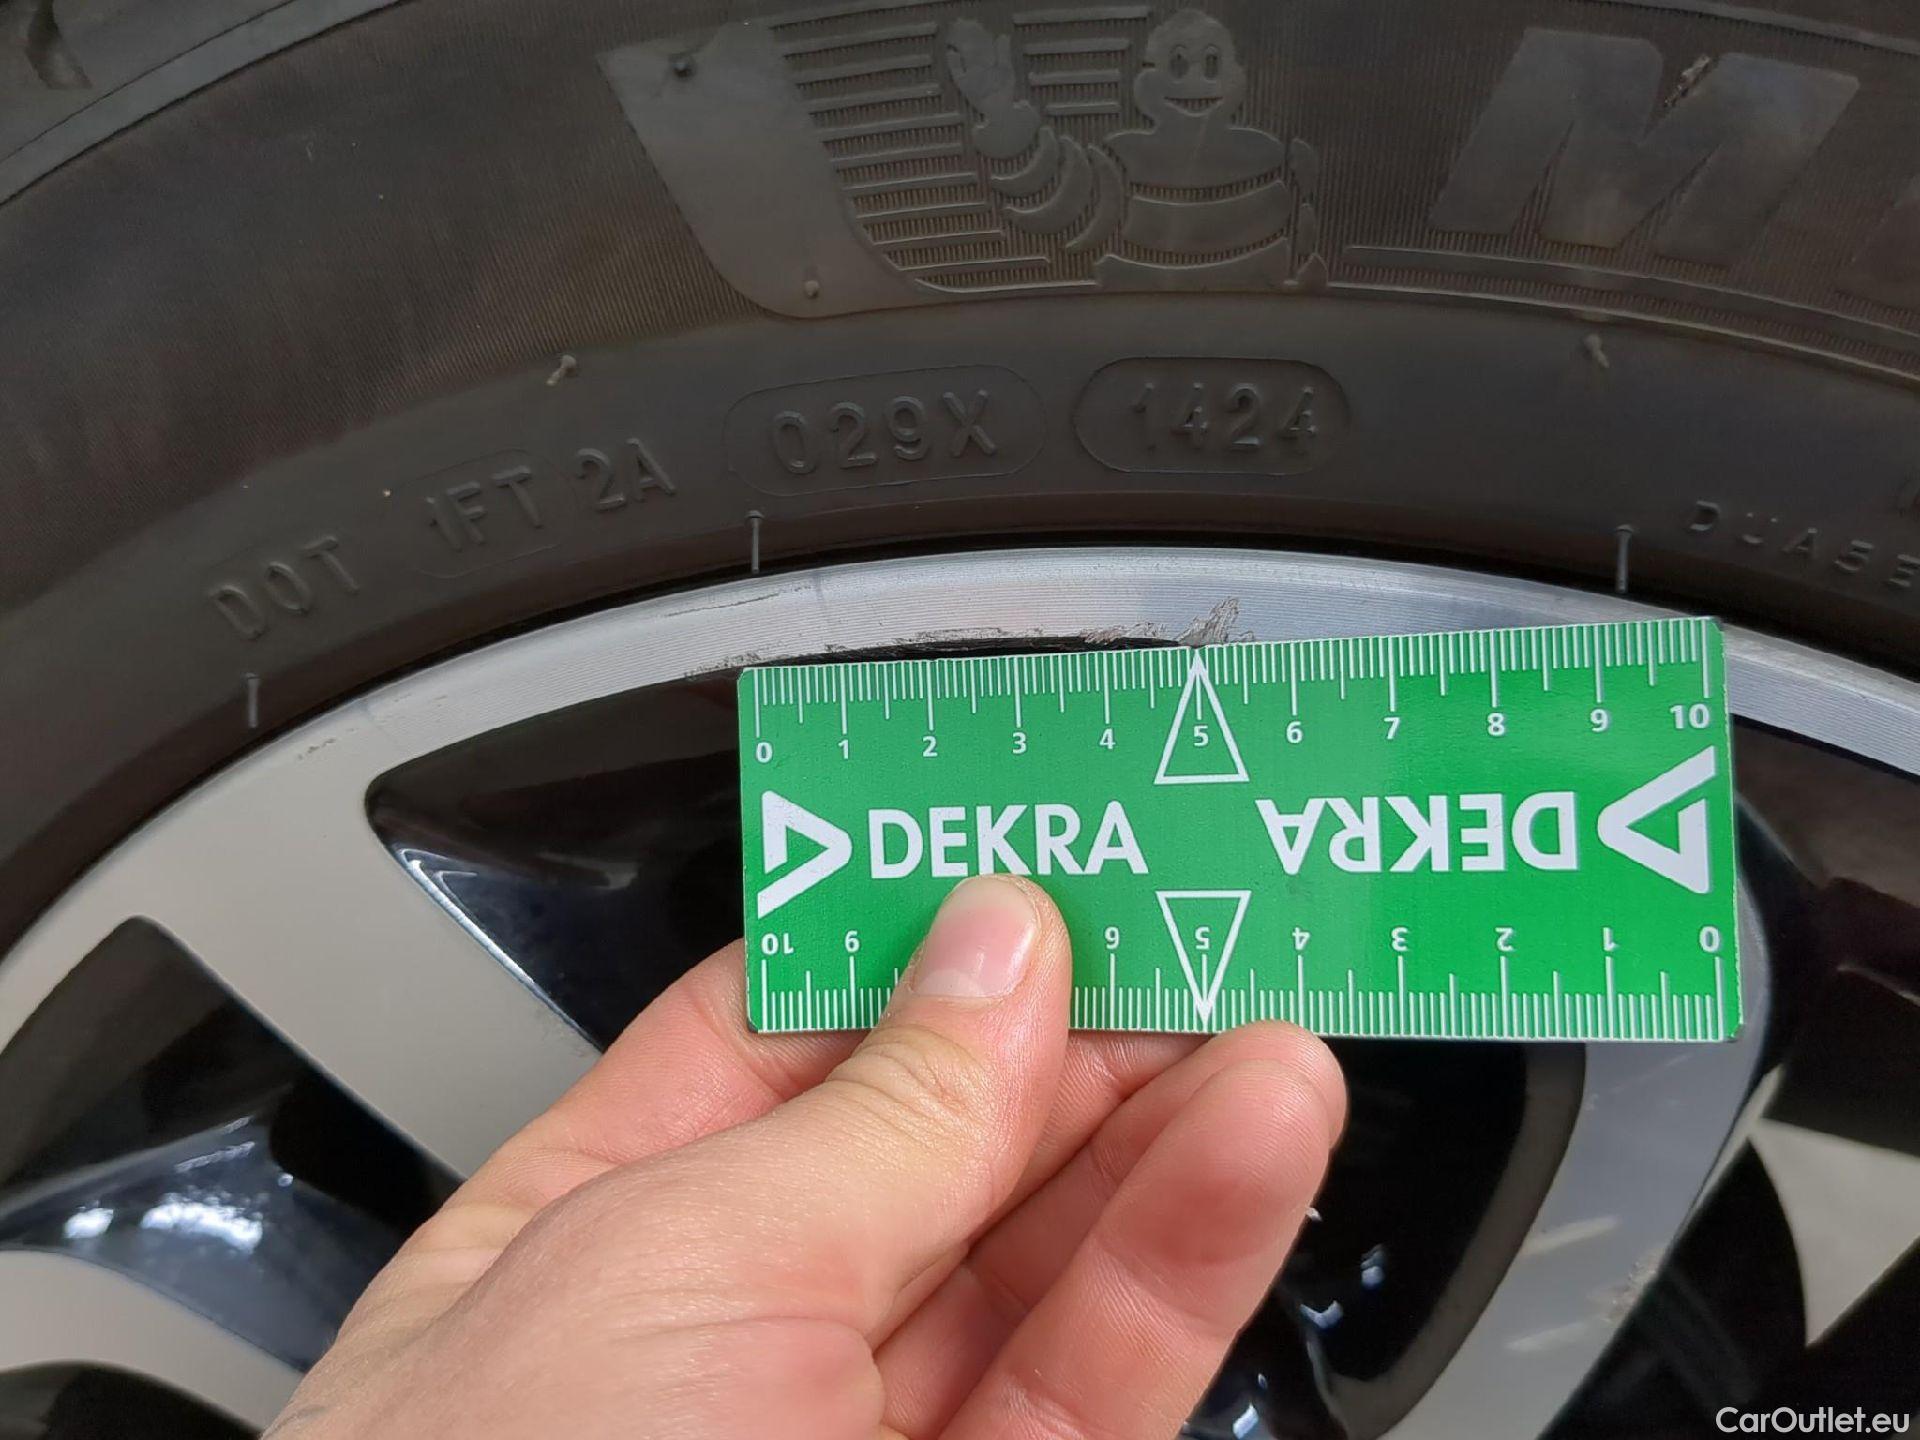 M
DOT 1FT 2A 029X 1424
DUA5E
0 1 2 3 4 5 6 7 8 9 10
DEKRA DEKRA
10 9 6 5 4 3 2 1 0
CarOutlet.eu